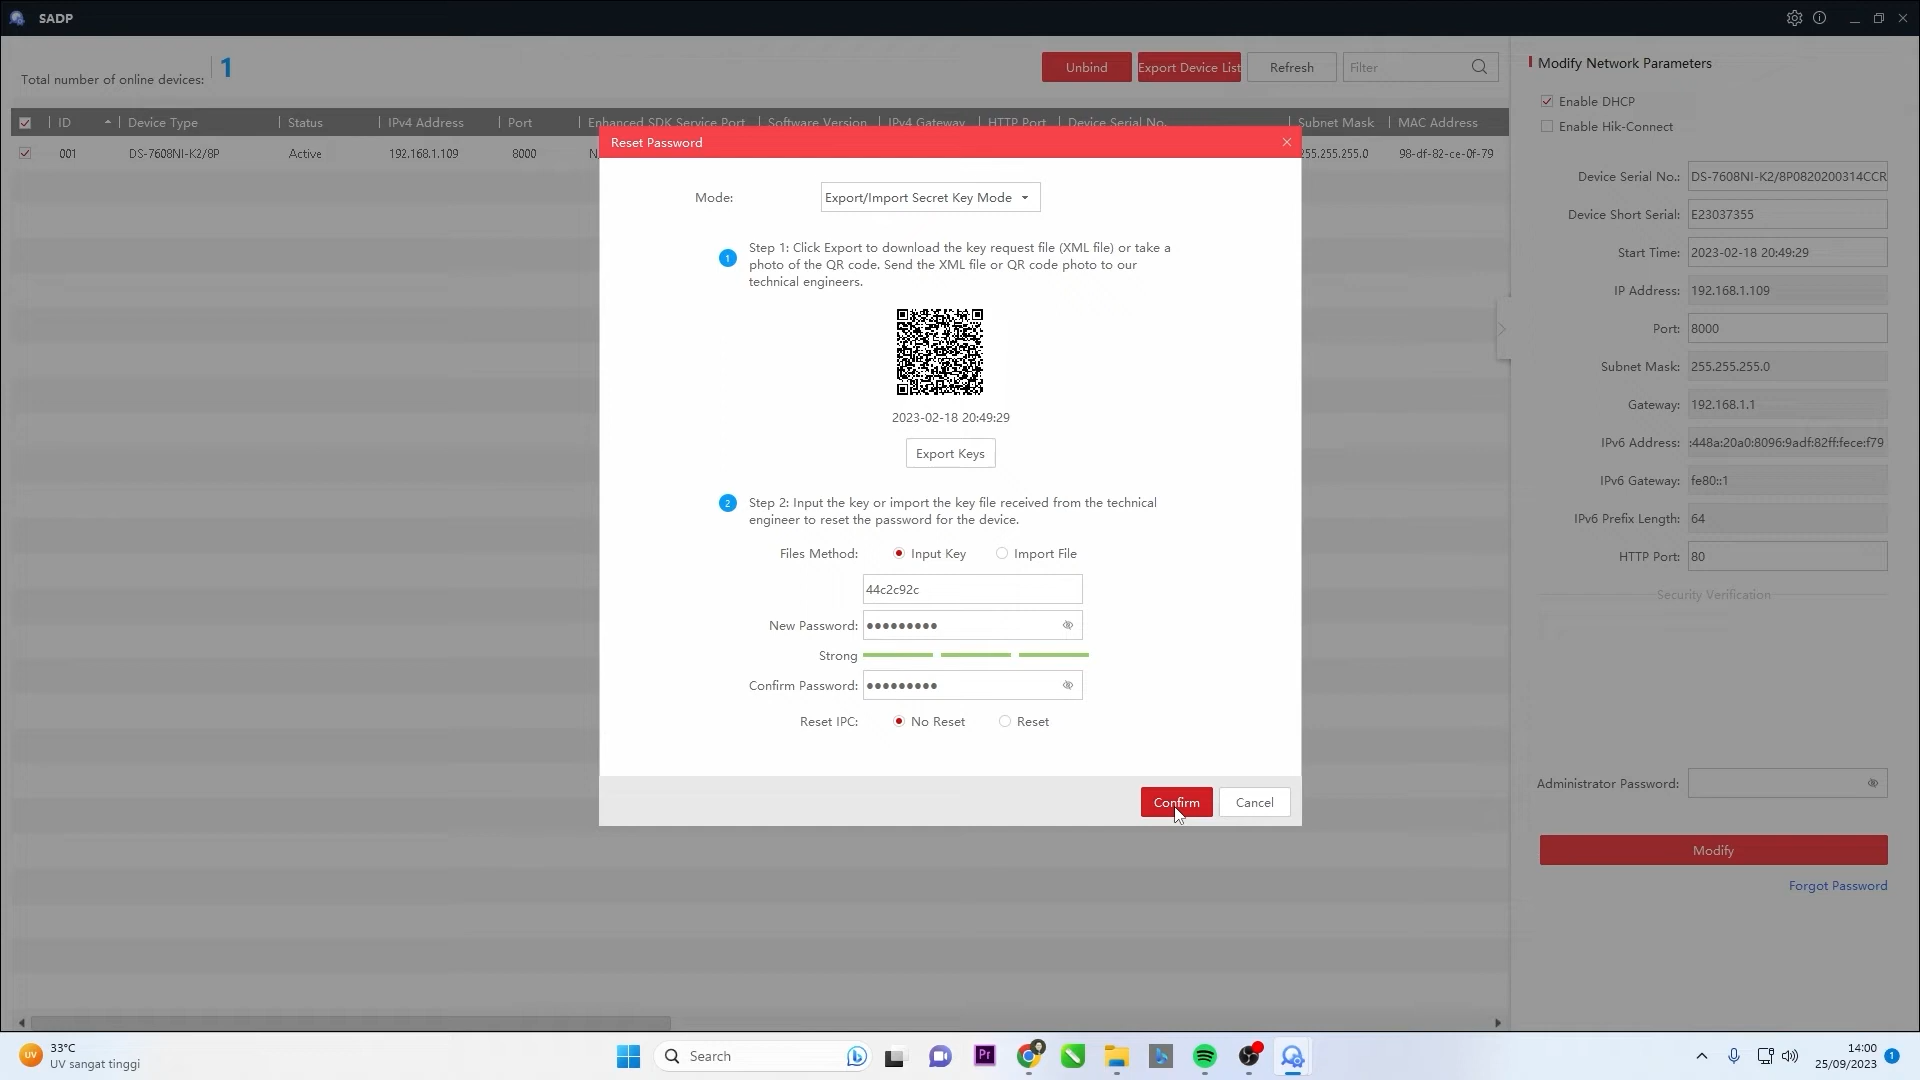 SADP
Total number of online devices: 1
Unbind
Export Device List
Refresh
Filter
ID
Device Type
Status
IPv4 Address
Port
Enhanced SDK Service Port
Software Version
IPv4 Gateway
HTTP Port
Device Serial No.
Subnet Mask
MAC Address
001
DS-7608NI-K2/8P
Active
192.168.1.109
8000
N
255.255.255.0
98-df-82-ce-0f-79
Reset Password
Mode:
Export/Import Secret Key Mode
1
Step 1: Click Export to download the key request file (XML file) or take a
photo of the QR code. Send the XML file or QR code photo to our
technical engineers.
2023-02-18 20:49:29
Export Keys
2
Step 2: Input the key or import the key file received from the technical
engineer to reset the password for the device.
Files Method:
Input Key
Import File
44c2c92c
New Password: ●●●●●●●●●
Strong
Confirm Password: ●●●●●●●●●
Reset IPC:
No Reset
Reset
Confirm
Cancel
Modify Network Parameters
Enable DHCP
Enable Hik-Connect
Device Serial No.: DS-7608NI-K2/8P0820200314CCR
Device Short Serial: E23037355
Start Time: 2023-02-18 20:49:29
IP Address: 192.168.1.109
Port: 8000
Subnet Mask: 255.255.255.0
Gateway: 192.168.1.1
IPv6 Address: :448a:20a0:8096:9adf:82ff:fece:f79
IPv6 Gateway: fe80::1
IPv6 Prefix Length: 64
HTTP Port: 80
Security Verification
Administrator Password:
Modify
Forgot Password
UV
33°C
UV sangat tinggi
Search
Pr
14:00
25/09/2023
1